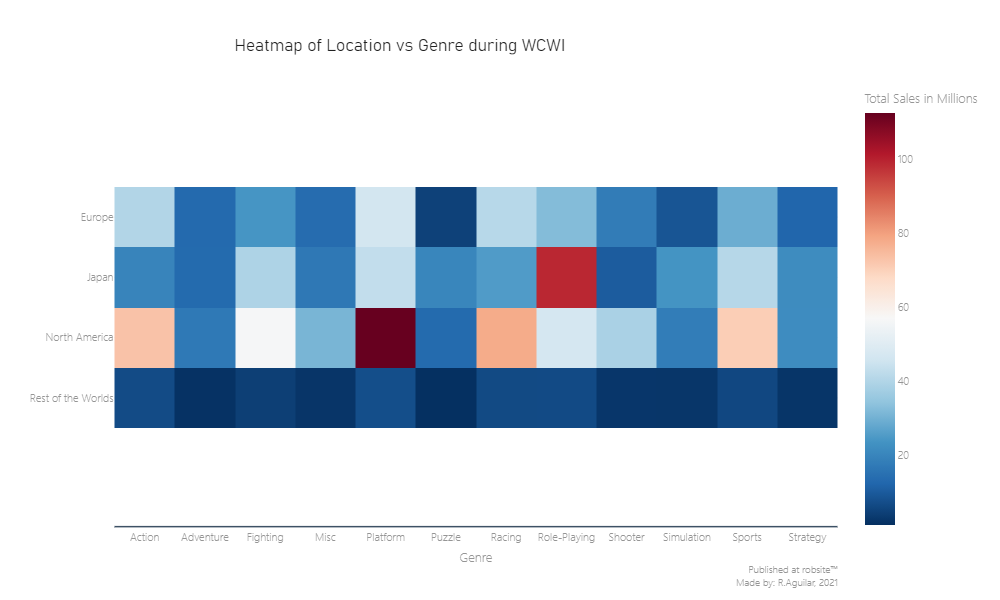 Heatmap of Location vs Genre during WCWI
Total Sales in Millions
100
80
60
40
20
Europe
Japan
North America
Rest of the Worlds
Action Adventure Fighting Misc Platform Puzzle Racing Role-Playing Shooter Simulation Sports Strategy
Genre
Published at robsite™
Made by: R.Aguilar, 2021